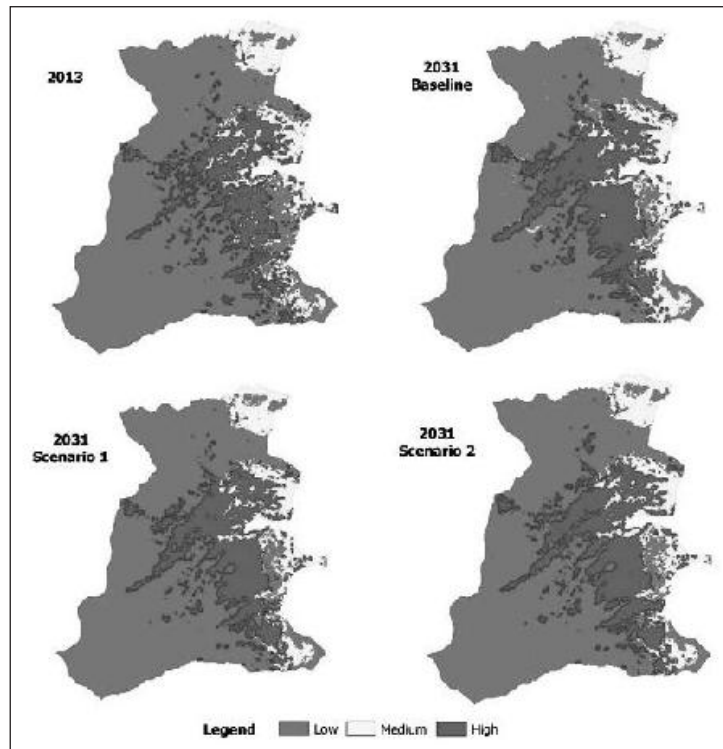 2013
2031
Baseline
2031
Scenario 1
2031
Scenario 2
Legend Low Medium High